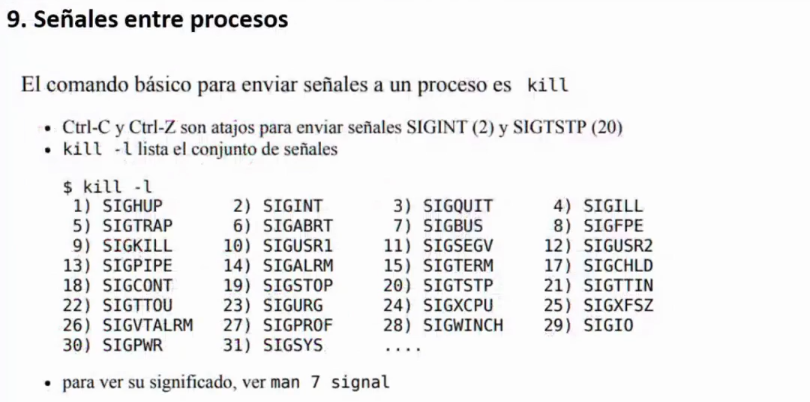 9. Señales entre procesos
El comando básico para enviar señales a un proceso es kill
• Ctrl-C y Ctrl-Z son atajos para enviar señales SIGINT (2) y SIGTSTP (20)
• kill -l lista el conjunto de señales
$ kill -l
1) SIGHUP 2) SIGINT 3) SIGQUIT 4) SIGILL
5) SIGTRAP 6) SIGABRT 7) SIGBUS 8) SIGFPE
9) SIGKILL 10) SIGUSR1 11) SIGSEGV 12) SIGUSR2
13) SIGPIPE 14) SIGALRM 15) SIGTERM 17) SIGCHLD
18) SIGCONT 19) SIGSTOP 20) SIGTSTP 21) SIGTTIN
22) SIGTTOU 23) SIGURG 24) SIGXCPU 25) SIGXFSZ
26) SIGVTALRM 27) SIGPROF 28) SIGWINCH 29) SIGIO
30) SIGPWR 31) SIGSYS ....
• para ver su significado, ver man 7 signal